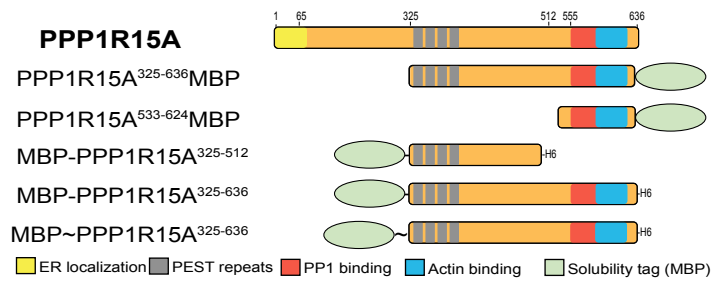 1 65 325 512 555 636
PPP1R15A
PPP1R15A325-636MBP
PPP1R15A533-624MBP
MBP-PPP1R15A325-512 -H6
MBP-PPP1R15A325-636 -H6
MBP~PPP1R15A325-636 ~ -H6
ER localization PEST repeats PP1 binding Actin binding Solubility tag (MBP)